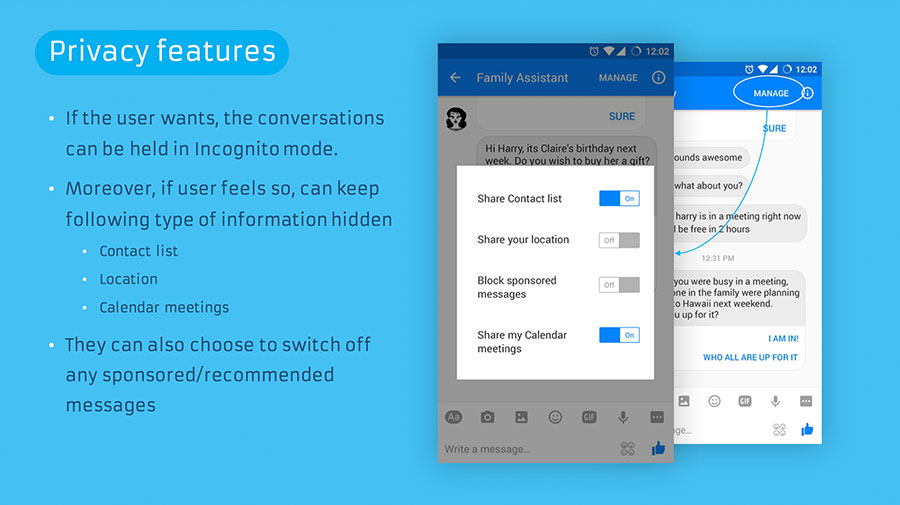 Privacy features
• If the user wants, the conversations
can be held in Incognito mode.
• Moreover, if user feels so, can keep
following type of information hidden
• Contact list
• Location
• Calendar meetings
• They can also choose to switch off
any sponsored/recommended
messages
12:02
Family Assistant MANAGE
SURE
Hi Harry, its Claire's birthday next
week. Do you wish to buy her a gift?
Share Contact list On
Share your location Off
Block sponsored
messages Off
Share my Calendar
meetings On
Aa GIF
Write a message...
12:02
MANAGE
SURE
ounds awesome
what about you?
harry is in a meeting right now
be free in 2 hours
12:31 PM
you were busy in a meeting,
one in the family were planning
to Hawaii next weekend.
u up for it?
I AM IN!
WHO ALL ARE UP FOR IT
GIF
age...